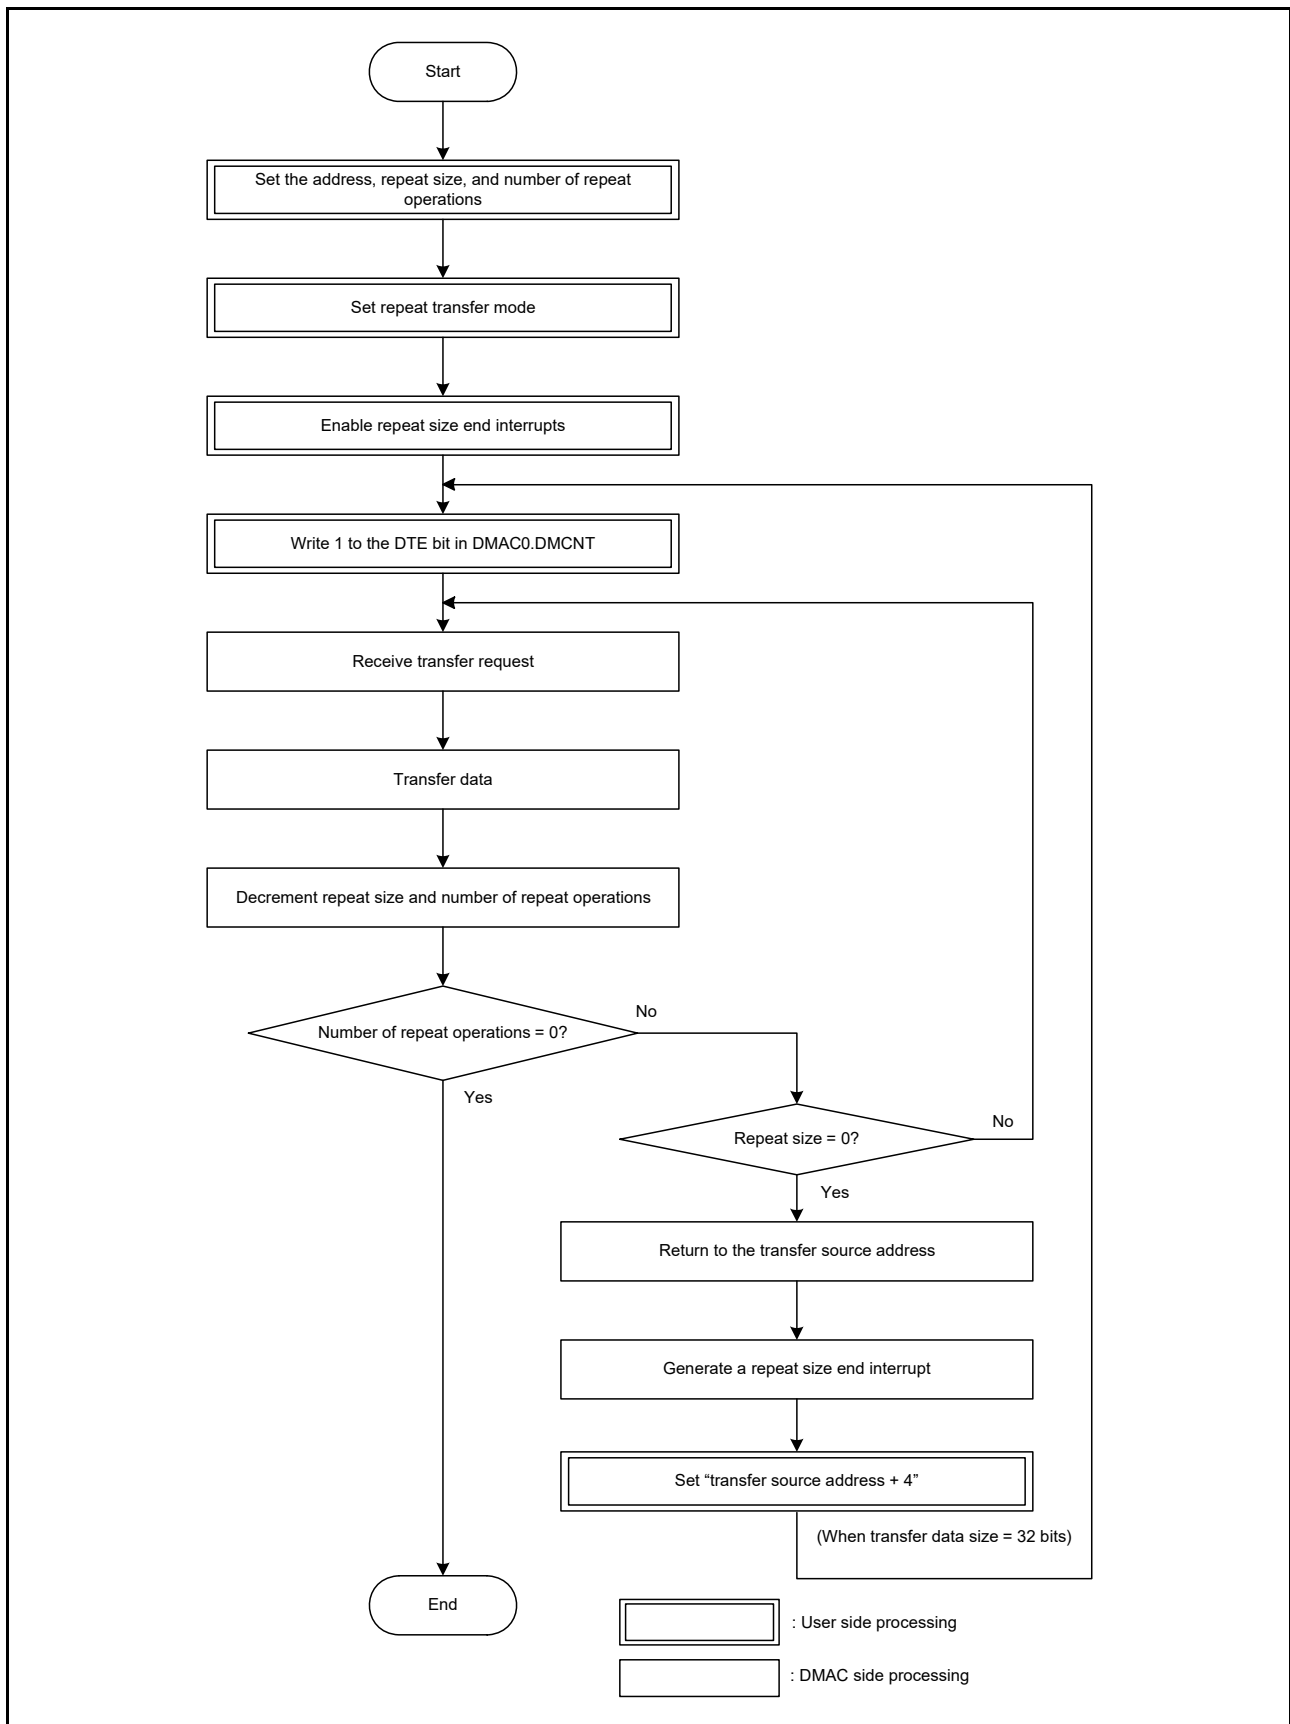 Start
Set the address, repeat size, and number of repeat
operations
Set repeat transfer mode
Enable repeat size end interrupts
Write 1 to the DTE bit in DMAC0.DMCNT
Receive transfer request
Transfer data
Decrement repeat size and number of repeat operations
Number of repeat operations = 0?
No
Yes
Repeat size = 0?
No
Yes
Return to the transfer source address
Generate a repeat size end interrupt
Set “transfer source address + 4”
(When transfer data size = 32 bits)
End
: User side processing
: DMAC side processing